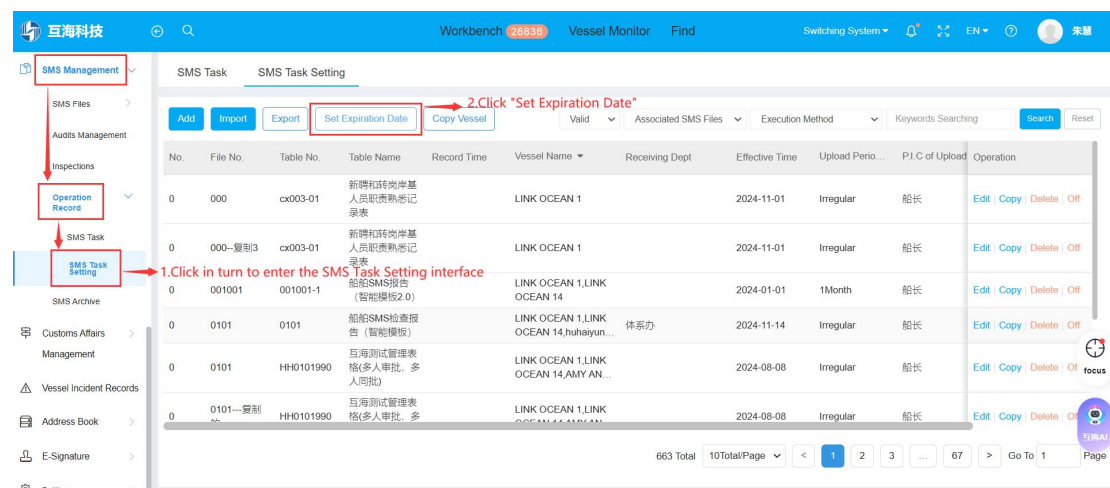 互海科技
Workbench 26836 Vessel Monitor Find
Switching System EN 朱慧
SMS Management
SMS Files
Audits Management
Inspections
Operation
Record
SMS Task
SMS Task
Setting
SMS Archive
Customs Affairs
Management
Vessel Incident Records
Address Book
E-Signature
SMS Task SMS Task Setting
2.Click "Set Expiration Date"
Add Import Export Set Expiration Date Copy Vessel Valid Associated SMS Files Execution Method Keywords Searching Search Reset
No. File No. Table No. Table Name Record Time Vessel Name Receiving Dept Effective Time Upload Perio... P.I.C of Upload Operation
新聘和转岗岸基
0 000 cx003-01 人员职责熟悉记 LINK OCEAN 1 2024-11-01 Irregular 船长 Edit Copy Delete Off
录表
新聘和转岗岸基
0 000--复制3 cx003-01 人员职责熟悉记 LINK OCEAN 1 2024-11-01 Irregular 船长 Edit Copy Delete Off
录表
1.Click in turn to enter the SMS Task Setting interface
0 001001 001001-1 船舶SMS报告 LINK OCEAN 1,LINK 2024-01-01 1Month 船长 Edit Copy Delete Off
（智能模板2.0） OCEAN 14
0 0101 0101 船舶SMS检查报 LINK OCEAN 1,LINK 体系办 2024-11-14 Irregular 船长 Edit Copy Delete Off
告（智能模板） OCEAN 14,huhaiyun...
互海测试管理表
0 0101 HH0101990 格(多人审批，多 LINK OCEAN 1,LINK 2024-08-08 Irregular 船长 Edit Copy Delete Off
人同批) OCEAN 14,AMY AN...
互海测试管理表
0 0101---复制 HH0101990 格(多人审批，多 LINK OCEAN 1,LINK 2024-08-08 Irregular 船长 Edit Copy Delete
focus
互海AI
663 Total 10Total/Page < 1 2 3 ... 67 > Go To 1 Page